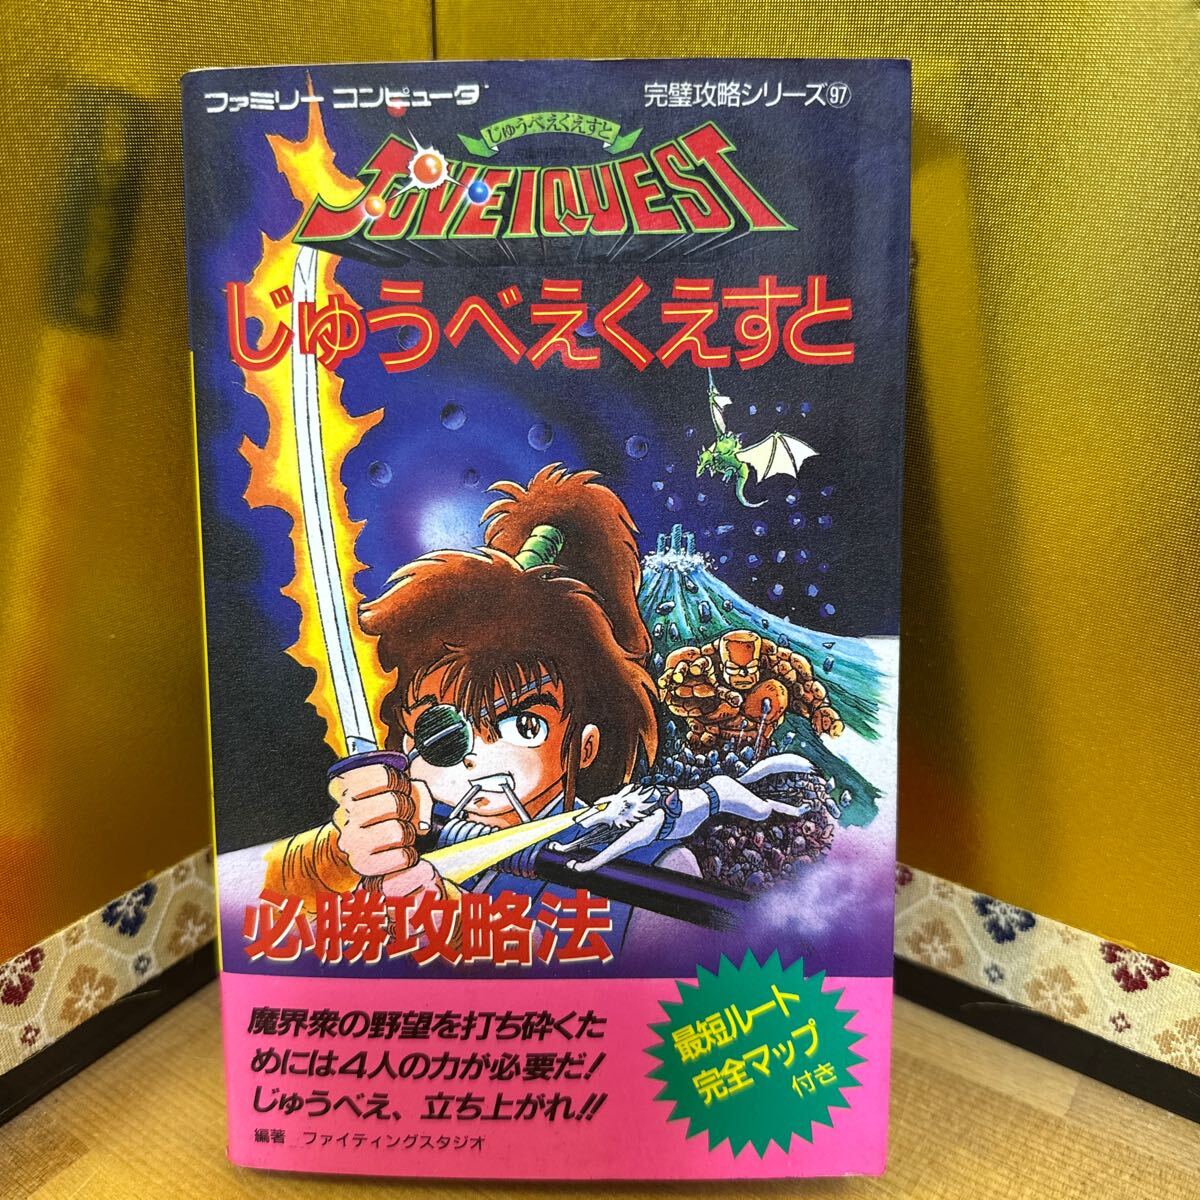 ファミリー コンピュータ
完璧攻略シリーズ97
じゅうべえくえすと
JUVEIQUEST
じゅうべえくえすと
必勝攻略法
魔界衆の野望を打ち砕くた
めには4人の力が必要だ!
じゅうべえ、立ち上がれ!!
編著 ファイティングスタジオ
最短ルート
完全マップ
付き